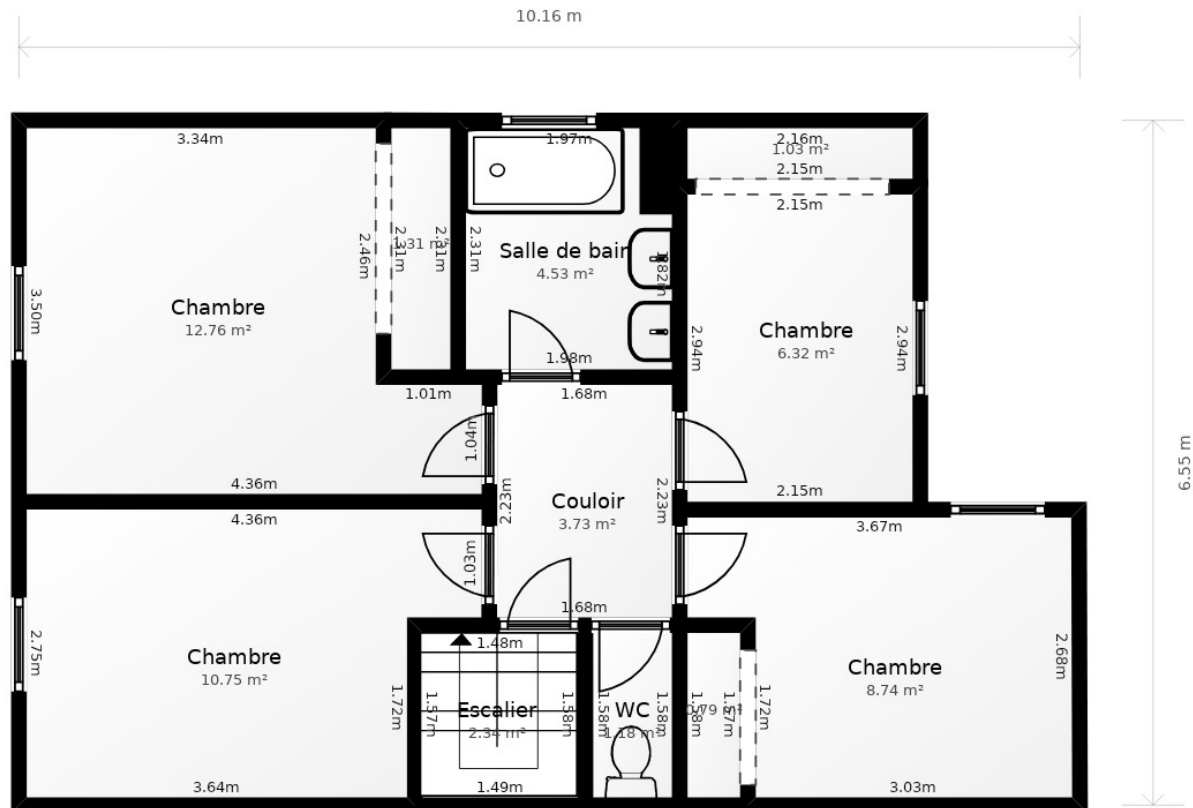 10.16 m
3.34m
1.97m
2.16m
1.03 m²
2.15m
2.15m
2.46m
2.31m
Salle de bain
4.53 m²
3.50m
Chambre
12.76 m²
Chambre
6.32 m²
2.94m
2.94m
1.98m
1.01m
1.68m
1.04m
6.55 m
4.36m
2.23m
Couloir
3.73 m²
2.23m
2.15m
4.36m
3.67m
1.03m
1.68m
2.75m
Chambre
10.75 m²
1.48m
Chambre
8.74 m²
2.68m
1.72m
1.57m
Escalier
2.34 m²
1.58m
1.58m
WC
1.18 m²
1.58m
1.72m
3.64m
1.49m
3.03m